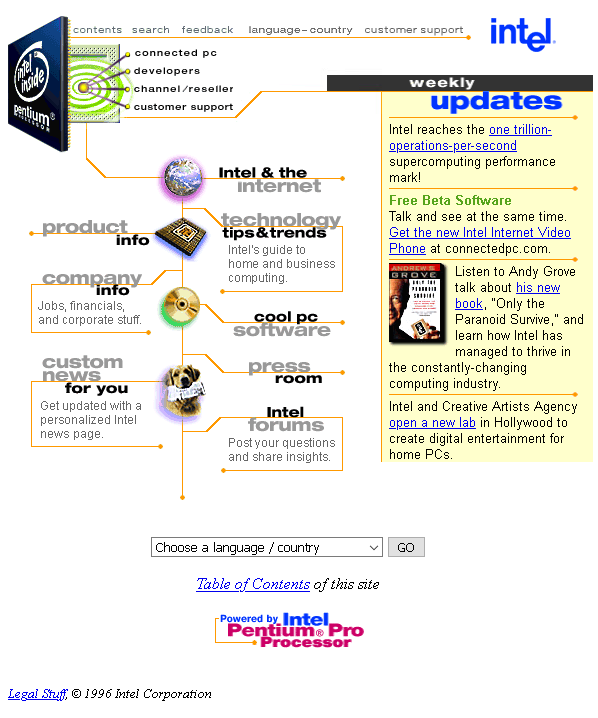 contents search feedback language-country customer support
intel.
intel inside
pentium®
PROCESSOR
connected pc
developers
channel/reseller
customer support
weekly
updates
Intel reaches the one trillion-
operations-per-second
supercomputing performance
mark!
Free Beta Software
Talk and see at the same time.
Get the new Intel Internet Video
Phone at connectedpc.com.
ANDREW S.
GROVE
ONLY THE
PARANOID
SURVIVE
Listen to Andy Grove
talk about his new
book, "Only the
Paranoid Survive," and
learn how Intel has
managed to thrive in
the constantly-changing
computing industry.
Intel and Creative Artists Agency
open a new lab in Hollywood to
create digital entertainment for
home PCs.
Intel & the
internet
product
info
technology
tips&trends
Intel's guide to
home and business
computing.
company
info
Jobs, financials,
and corporate stuff.
cool pc
software
custom
news
for you
Get updated with a
personalized Intel
news page.
press
room
Intel
forums
Post your questions
and share insights.
Choose a language / country
GO
Table of Contents of this site
Powered by Intel
Pentium® Pro
Processor
Legal Stuff, © 1996 Intel Corporation